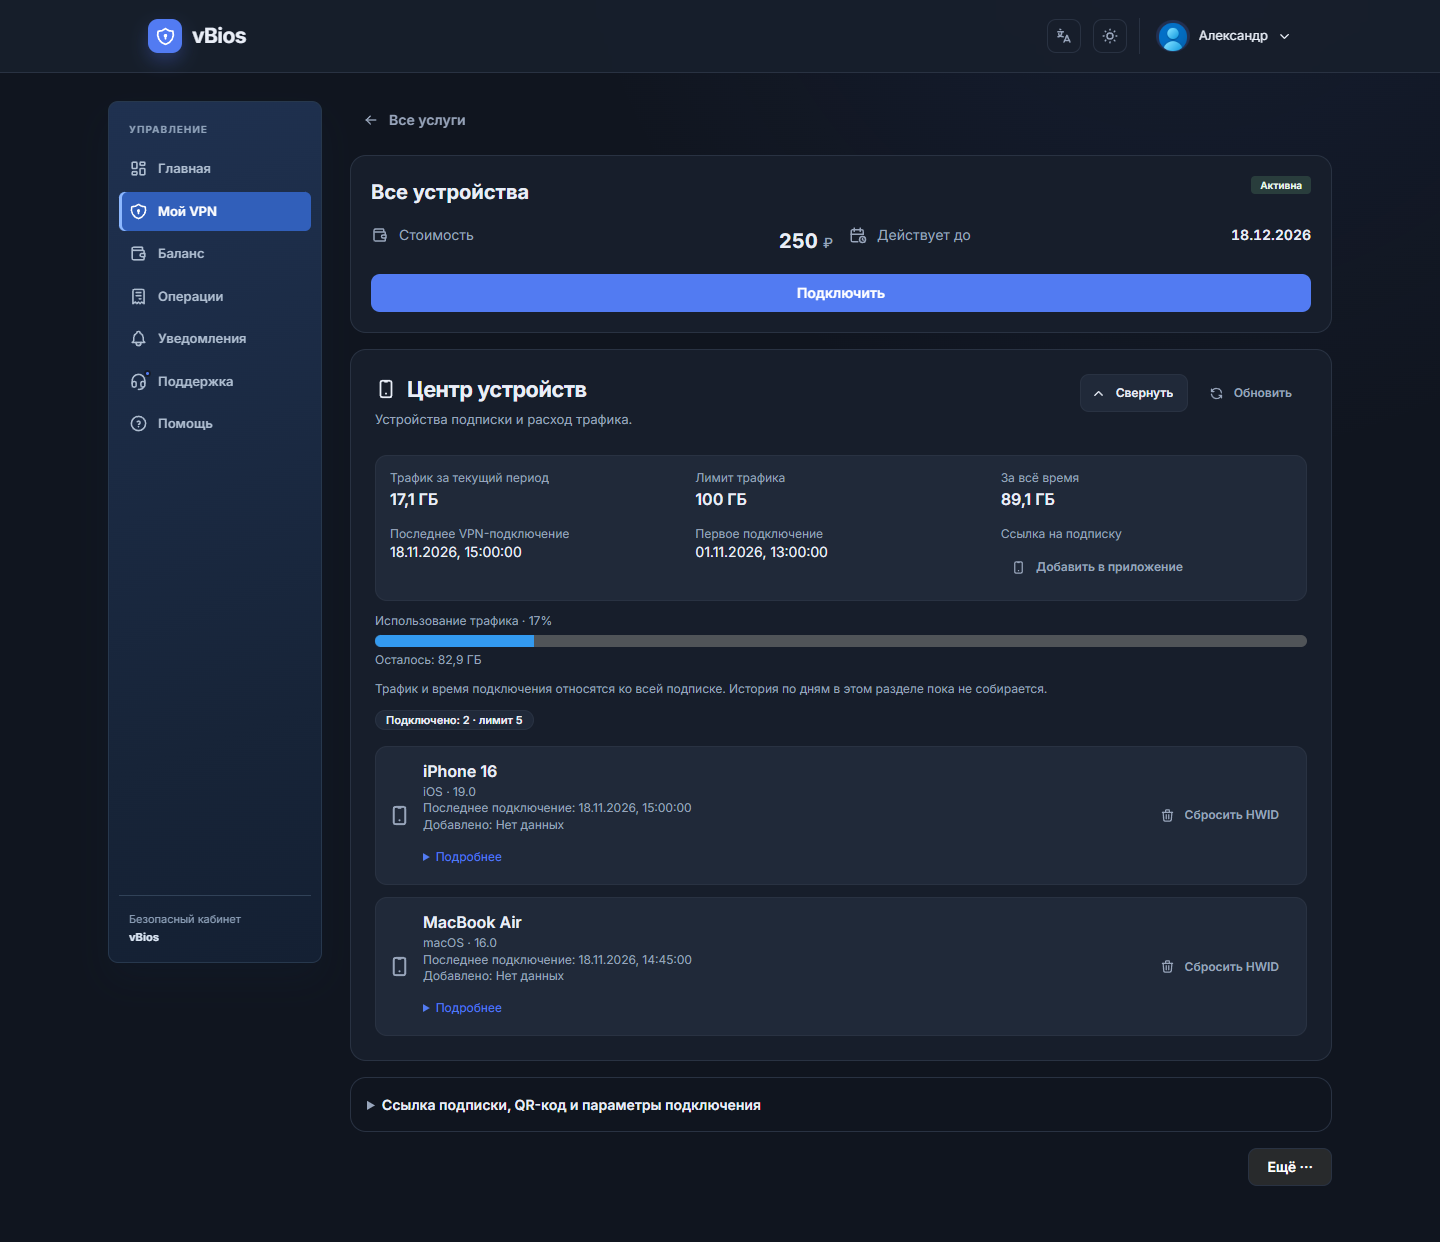 vBios
Александр
УПРАВЛЕНИЕ
Главная
Мой VPN
Баланс
Операции
Уведомления
Поддержка
Помощь
Безопасный кабинет
vBios
Все услуги
Все устройства
Активна
Стоимость
250 ₽
Действует до
18.12.2026
Подключить
Центр устройств
Устройства подписки и расход трафика.
Свернуть
Обновить
Трафик за текущий период
17,1 ГБ
Лимит трафика
100 ГБ
За всё время
89,1 ГБ
Последнее VPN-подключение
18.11.2026, 15:00:00
Первое подключение
01.11.2026, 13:00:00
Ссылка на подписку
Добавить в приложение
Использование трафика · 17%
Осталось: 82,9 ГБ
Трафик и время подключения относятся ко всей подписке. История по дням в этом разделе пока не собирается.
Подключено: 2 · лимит 5
iPhone 16
iOS · 19.0
Последнее подключение: 18.11.2026, 15:00:00
Добавлено: Нет данных
Подробнее
Сбросить HWID
MacBook Air
macOS · 16.0
Последнее подключение: 18.11.2026, 14:45:00
Добавлено: Нет данных
Подробнее
Сбросить HWID
Ссылка подписки, QR-код и параметры подключения
Ещё ···